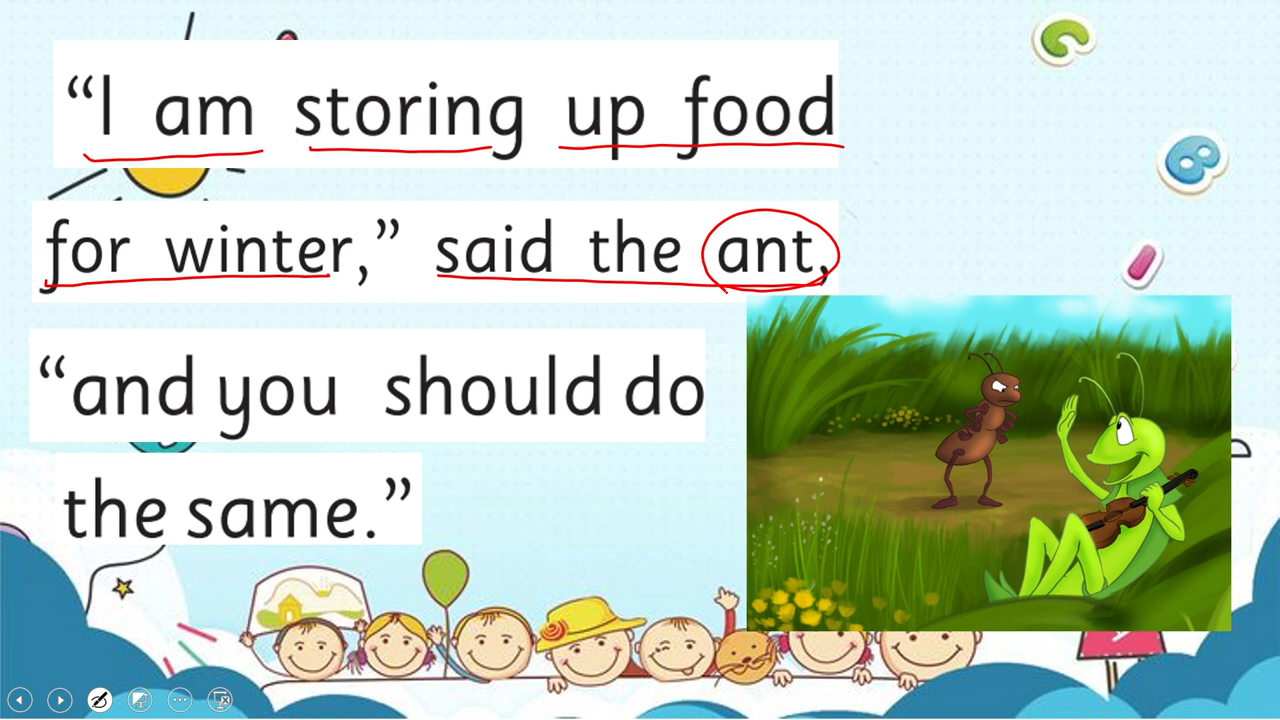 “I am storing up food
for winter,” said the ant,
“and you should do
the same.”